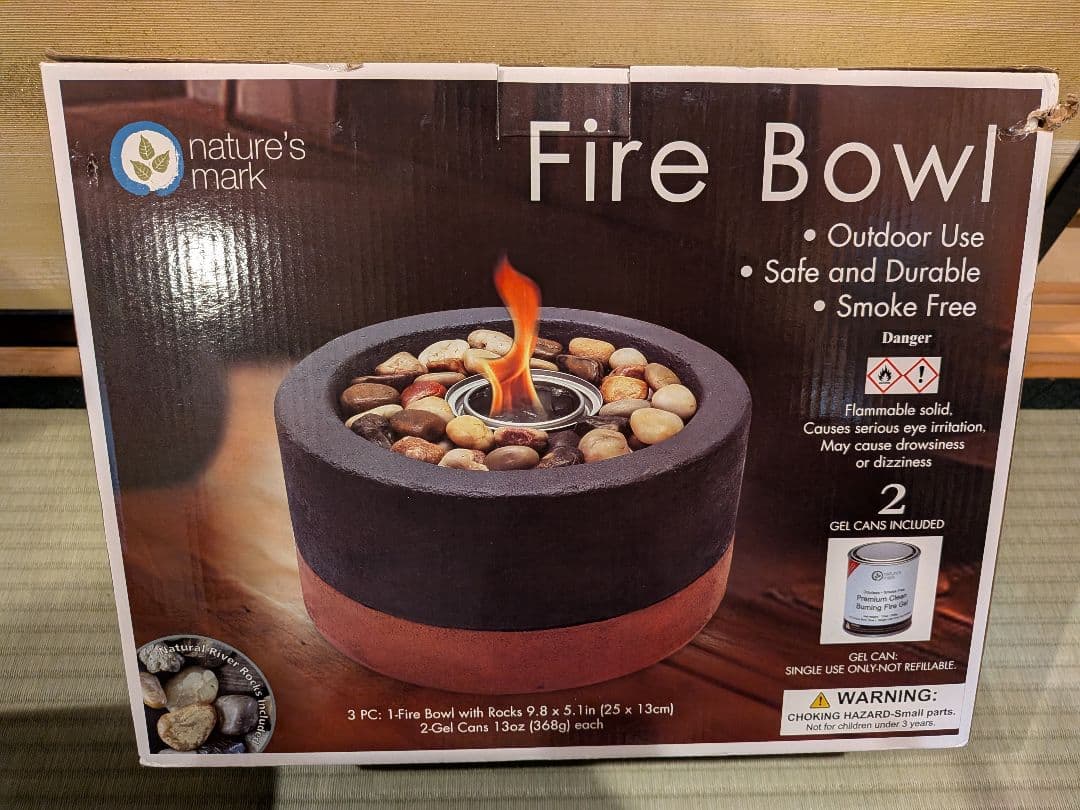 nature's
mark
Fire Bowl
• Outdoor Use
• Safe and Durable
• Smoke Free
Danger
Flammable solid.
Causes serious eye irritation.
May cause drowsiness
or dizziness
2
GEL CANS INCLUDED
nature's
mark
Premium Clean
Burning Fire Gel
GEL CAN:
SINGLE USE ONLY-NOT REFILLABLE.
WARNING:
CHOKING HAZARD-Small parts.
Not for children under 3 years.
Natural River Rocks Included
3 PC: 1-Fire Bowl with Rocks 9.8 x 5.1in (25 x 13cm)
2-Gel Cans 13oz (368g) each